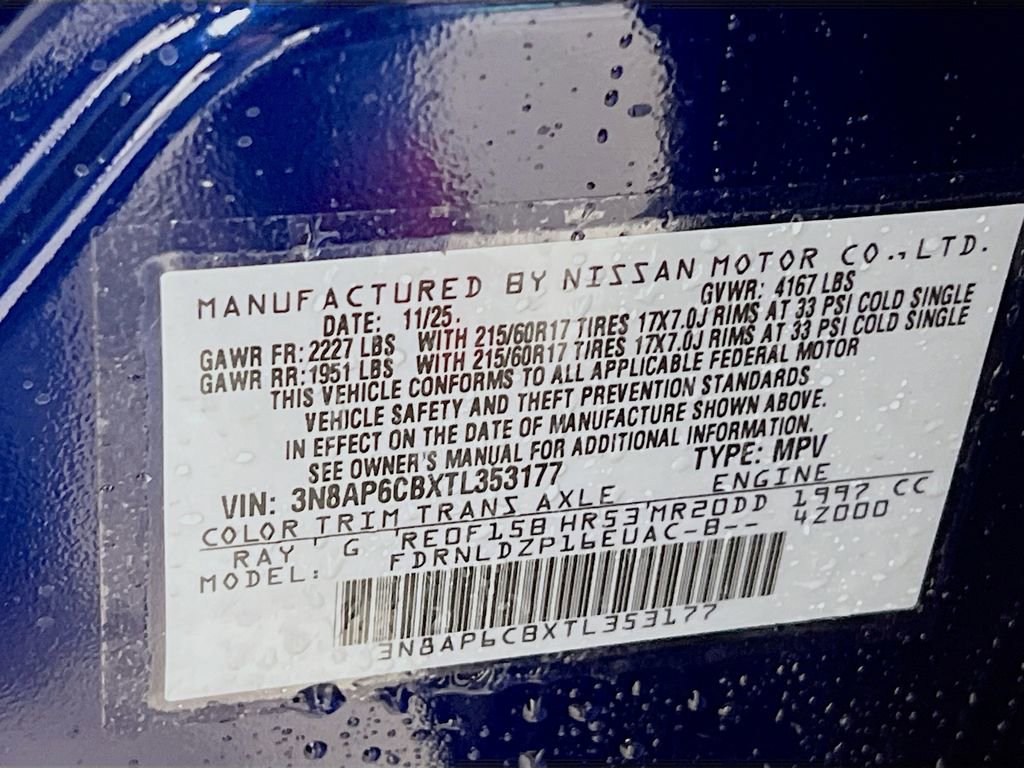 MANUFACTURED BY NISSAN MOTOR CO., LTD.
DATE: 11/25. GVWR: 4167 LBS
GAWR FR: 2227 LBS WITH 215/60R17 TIRES 17X7.0J RIMS AT 33 PSI COLD SINGLE
GAWR RR: 1951 LBS WITH 215/60R17 TIRES 17X7.0J RIMS AT 33 PSI COLD SINGLE
THIS VEHICLE CONFORMS TO ALL APPLICABLE FEDERAL MOTOR
VEHICLE SAFETY AND THEFT PREVENTION STANDARDS
IN EFFECT ON THE DATE OF MANUFACTURE SHOWN ABOVE.
SEE OWNER'S MANUAL FOR ADDITIONAL INFORMATION.
VIN: 3N8AP6CBXTL353177 TYPE: MPV
COLOR TRIM TRANS AXLE ENGINE
RAY ' G 'RE0F15B HR53'MR20DD 1997 CC
MODEL: FDRNLDZP16EUAC-B-- 4Z000
3N8AP6CBXTL353177